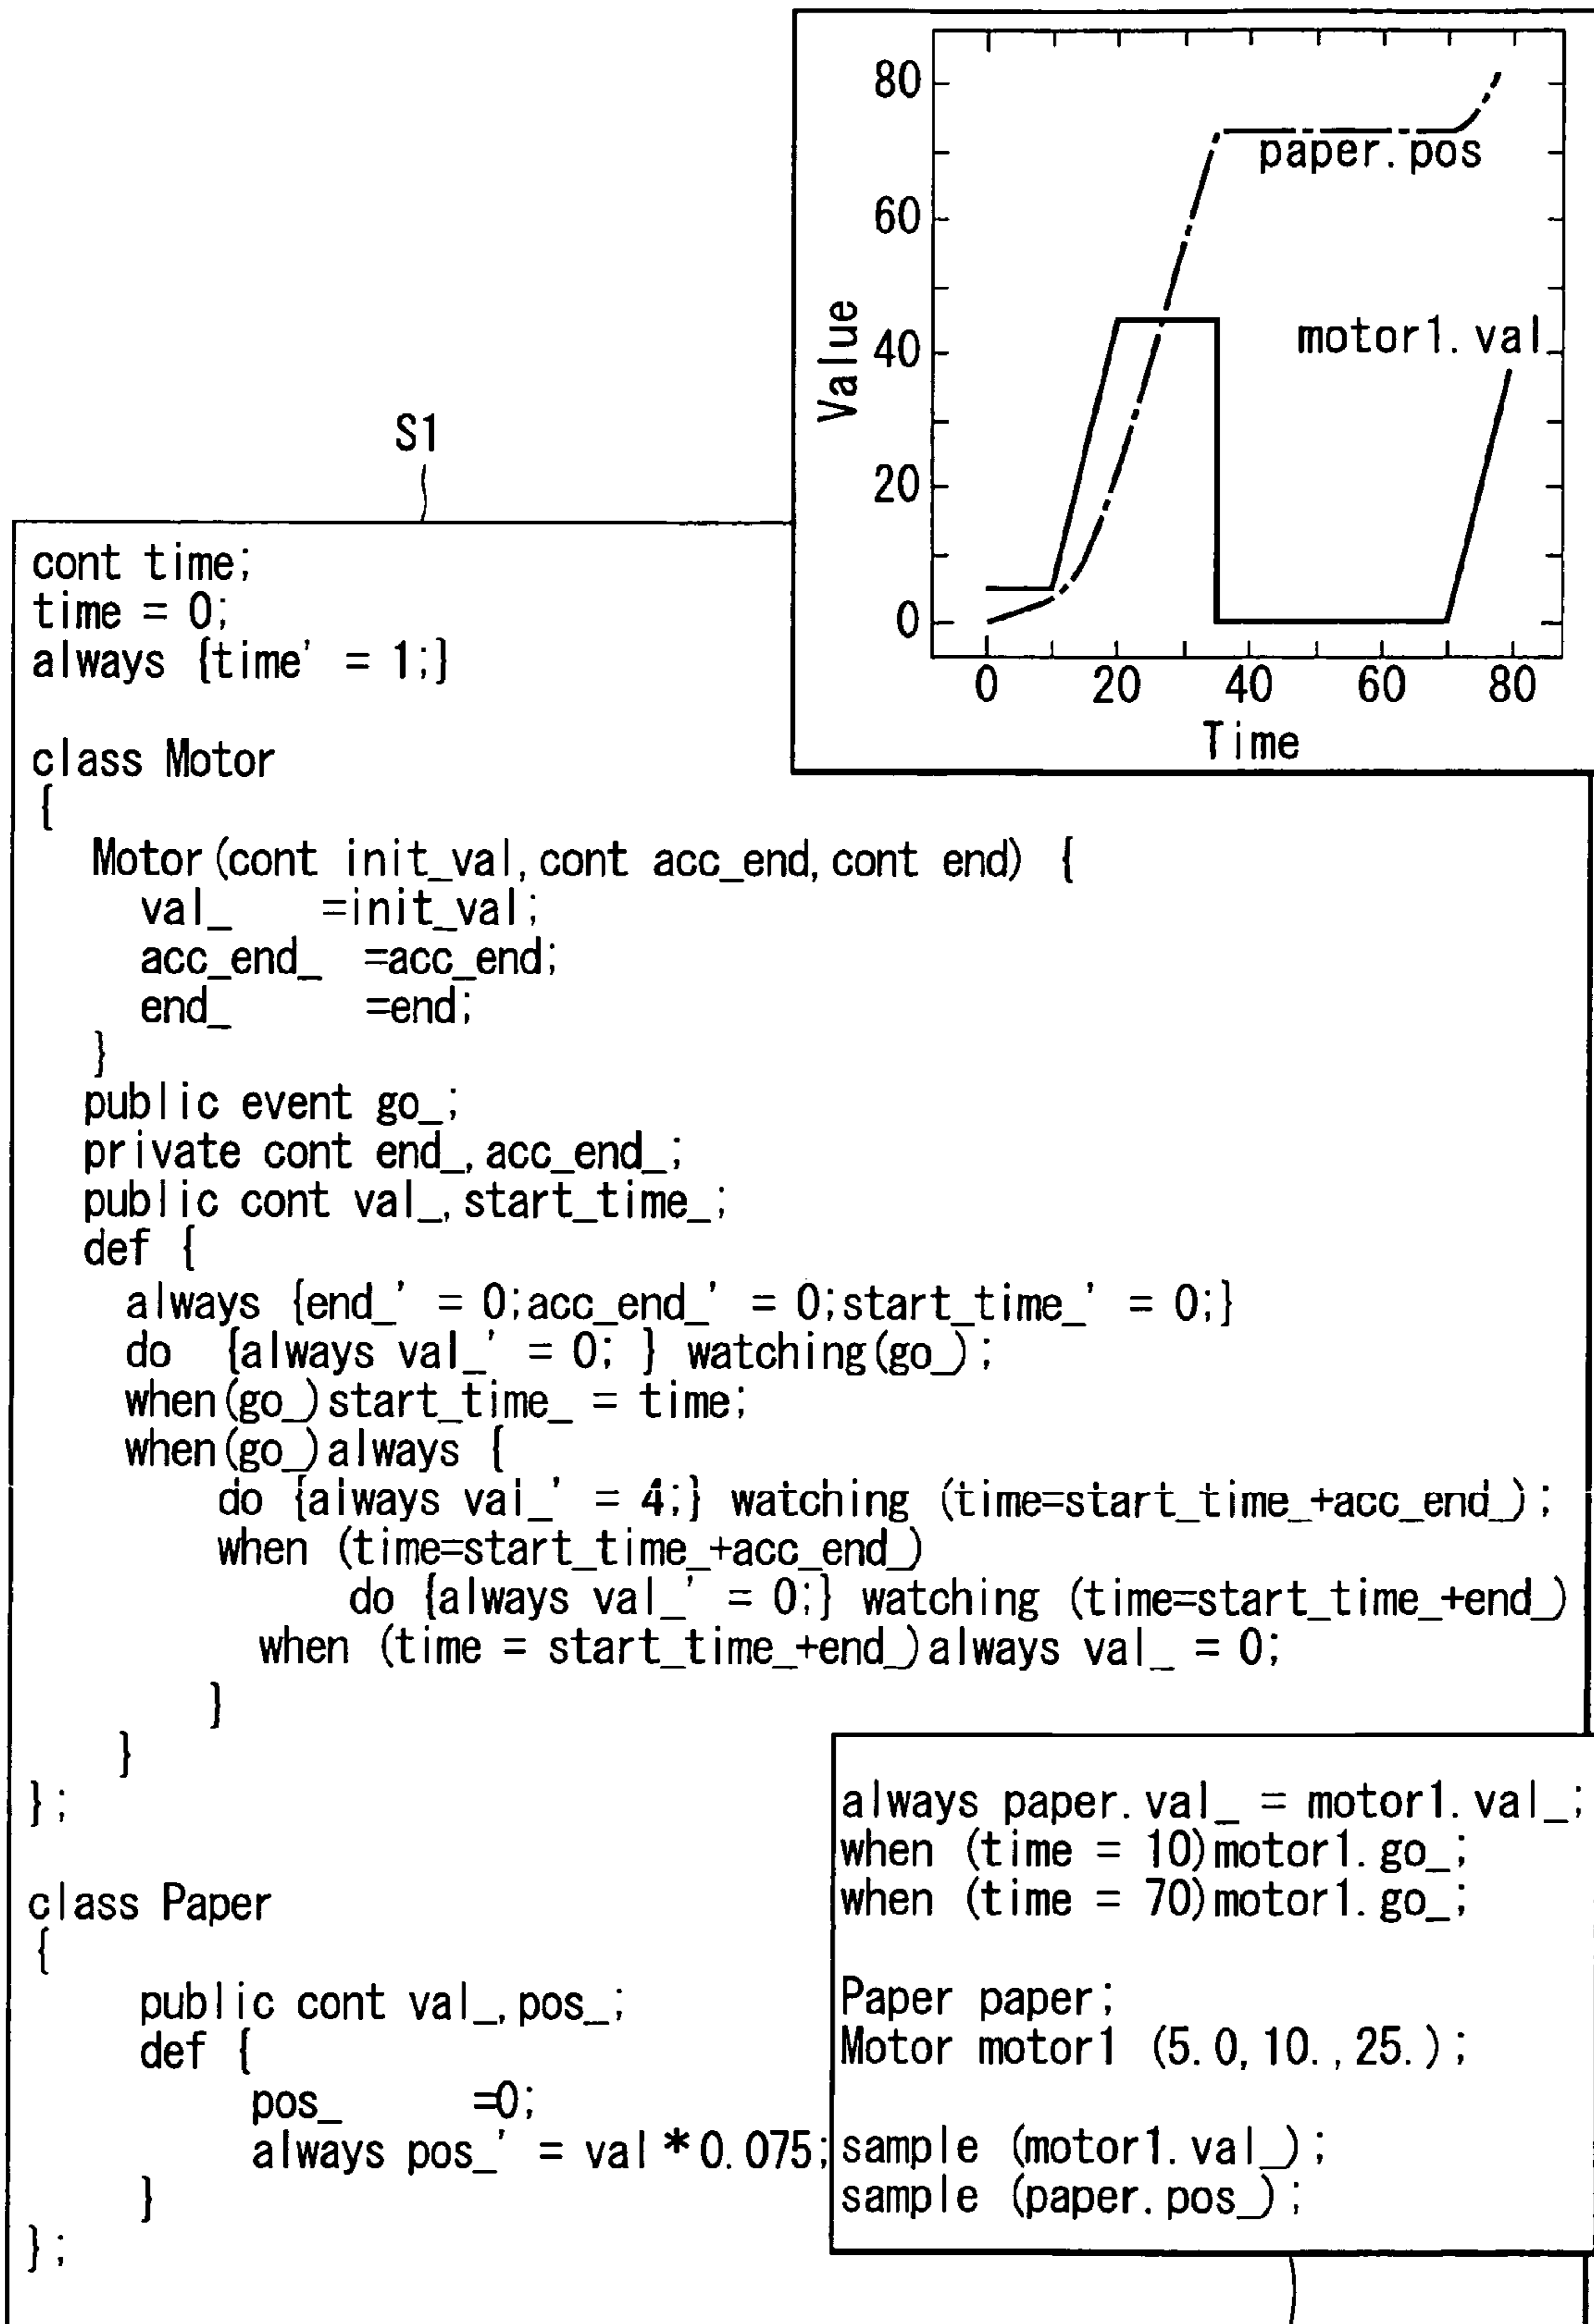 80
60
40
20
0
Value
paper.pos
motor1.val
0 20 40 60 80
Time
S1
cont time;
time = 0;
always {time' = 1;}
class Motor
{
Motor(cont init_val,cont acc_end,cont end) {
val_ =init_val;
acc_end_ =acc_end;
end_ =end;
}
public event go_;
private cont end_,acc_end_;
public cont val_,start_time_;
def {
always {end_' = 0;acc_end_' = 0;start_time_' = 0;}
do {always val_' = 0; } watching(go_);
when(go_)start_time_ = time;
when(go_)always {
do {always val_' = 4;} watching (time=start_time_+acc_end_);
when (time=start_time_+acc_end_)
do {always val_' = 0;} watching (time=start_time_+end_)
when (time = start_time_+end_)always val_ = 0;
}
}
};
class Paper
{
public cont val_,pos_;
def {
pos_ =0;
always pos_' = val*0.075;
}
};
always paper.val_ = motor1.val_;
when (time = 10)motor1.go_;
when (time = 70)motor1.go_;
Paper paper;
Motor motor1 (5.0,10.,25.);
sample (motor1.val_);
sample (paper.pos_);